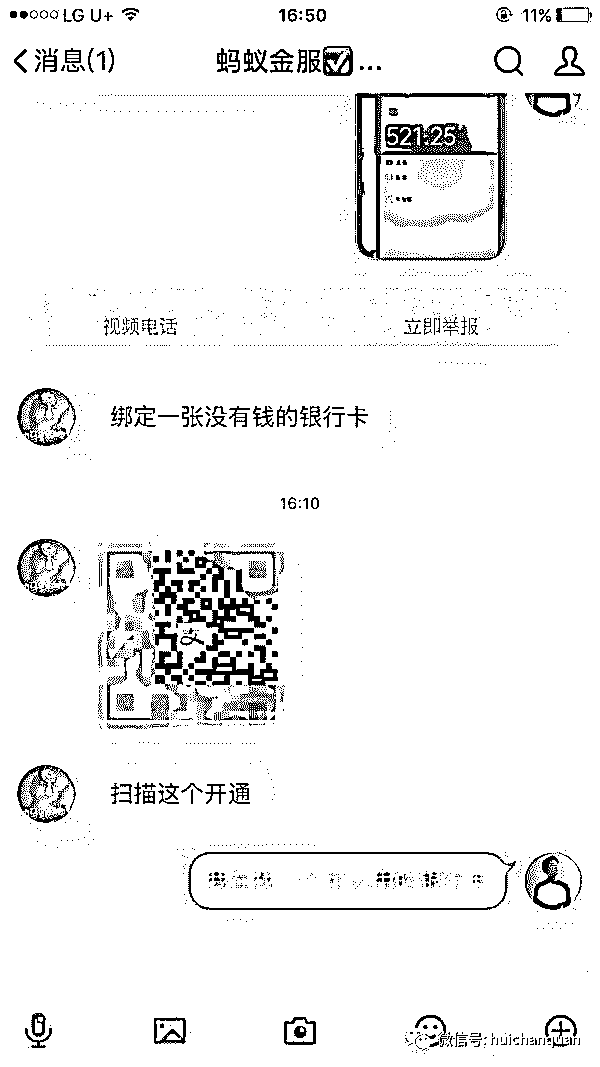 LG U+ 16:50 11%
消息(1) 蚂蚁金服 ...
521.25
视频电话 立即举报
绑定一张没有钱的银行卡
16:10
支
扫描这个开通
微信号: huichanquan